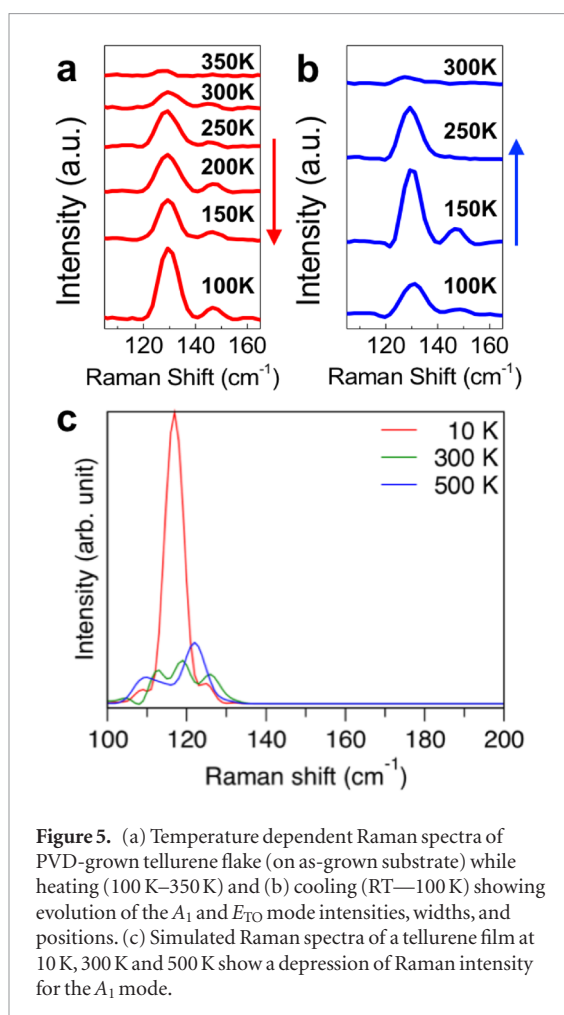 a
350K
300K
250K
200K
150K
100K
Intensity (a.u.)
120 140 160
Raman Shift (cm⁻¹)
b
300K
250K
150K
100K
Intensity (a.u.)
120 140 160
Raman Shift (cm⁻¹)
c
10 K
300 K
500 K
Intensity (arb. unit)
100 120 140 160 180 200
Raman shift (cm⁻¹)
Figure 5. (a) Temperature dependent Raman spectra of
PVD-grown tellurene flake (on as-grown substrate) while
heating (100 K–350 K) and (b) cooling (RT—100 K) showing
evolution of the A₁ and E_TO mode intensities, widths, and
positions. (c) Simulated Raman spectra of a tellurene film at
10 K, 300 K and 500 K show a depression of Raman intensity
for the A₁ mode.